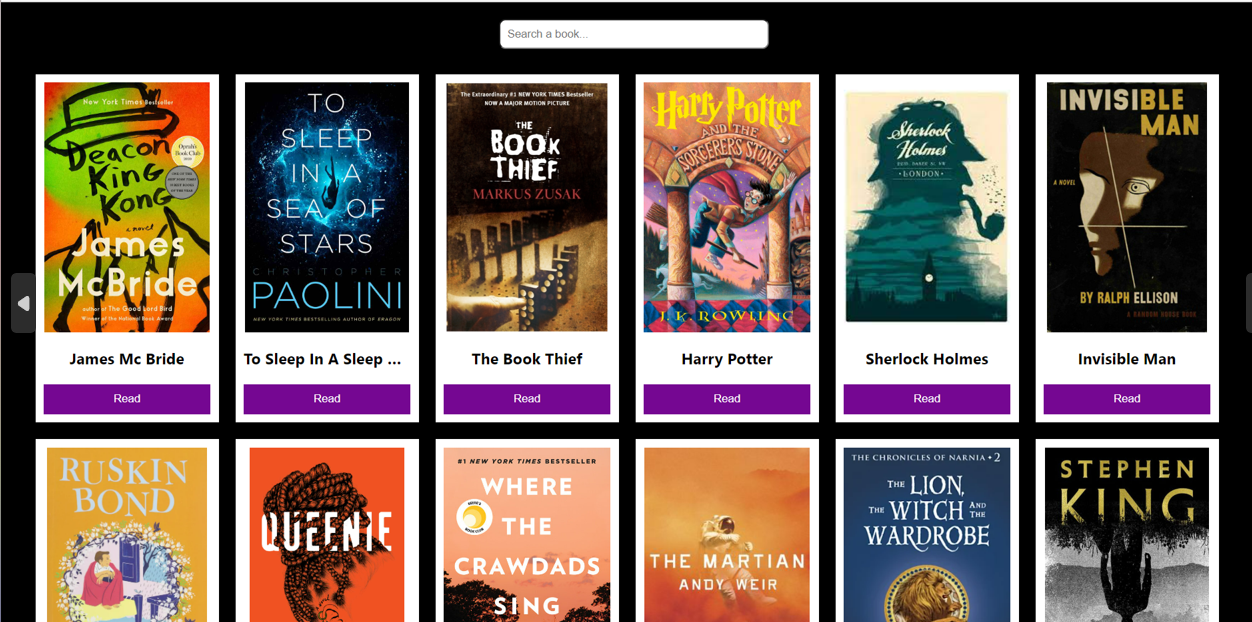 Search a book...
New York Times Bestseller
Deacon
King
Kong
Oprah's
Book Club
a novel
James
McBride
author of The Good Lord Bird
Winner of the National Book Award
TO
SLEEP
IN A
SEA OF
STARS
CHRISTOPHER
PAOLINI
NEW YORK TIMES BESTSELLING AUTHOR OF ERAGON
The Extraordinary #1 NEW YORK TIMES Bestseller
NOW A MAJOR MOTION PICTURE
THE
BOOK
THIEF
MARKUS ZUSAK
Harry Potter
AND THE
SORCERER'S STONE
J. K. ROWLING
Sherlock
Holmes
LONDON
INVISIBLE
MAN
A NOVEL
BY RALPH ELLISON
A RANDOM HOUSE BOOK
James Mc Bride
To Sleep In A Sleep ...
The Book Thief
Harry Potter
Sherlock Holmes
Invisible Man
Read
Read
Read
Read
Read
Read
RUSKIN
BOND
QUEENIE
#1 NEW YORK TIMES BESTSELLER
WHERE
THE
CRAWDADS
SING
THE MARTIAN
ANDY WEIR
THE CHRONICLES OF NARNIA • 2
THE LION,
THE WITCH AND THE
WARDROBE
STEPHEN
KING